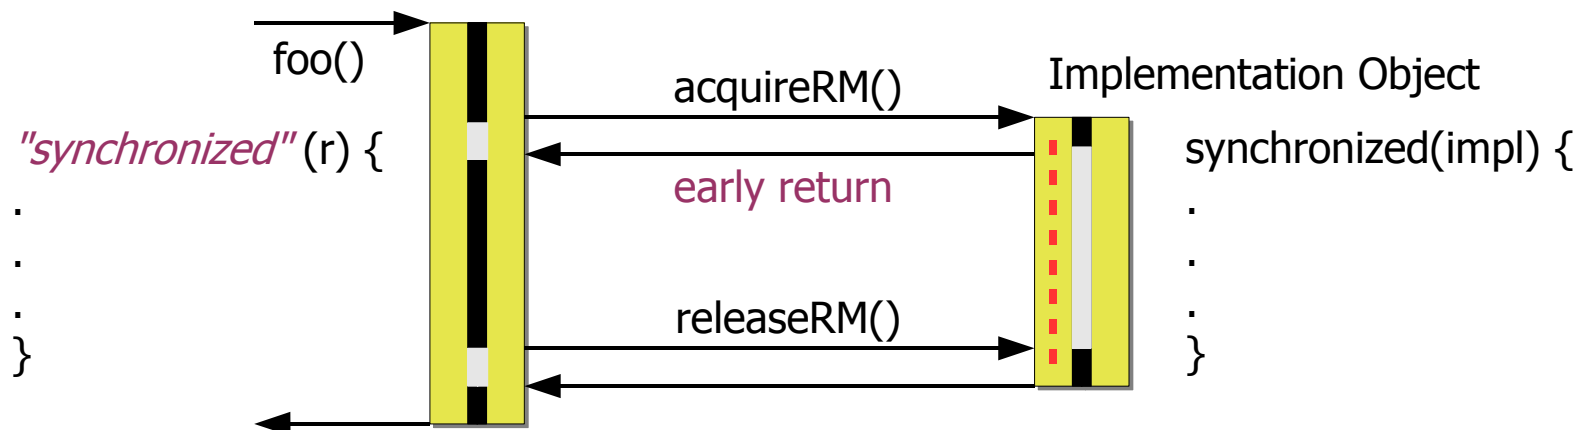 foo()
acquireRM()
Implementation Object
"synchronized" (r) {
early return
synchronized(impl) {
.
.
.
}
releaseRM()
.
.
.
}